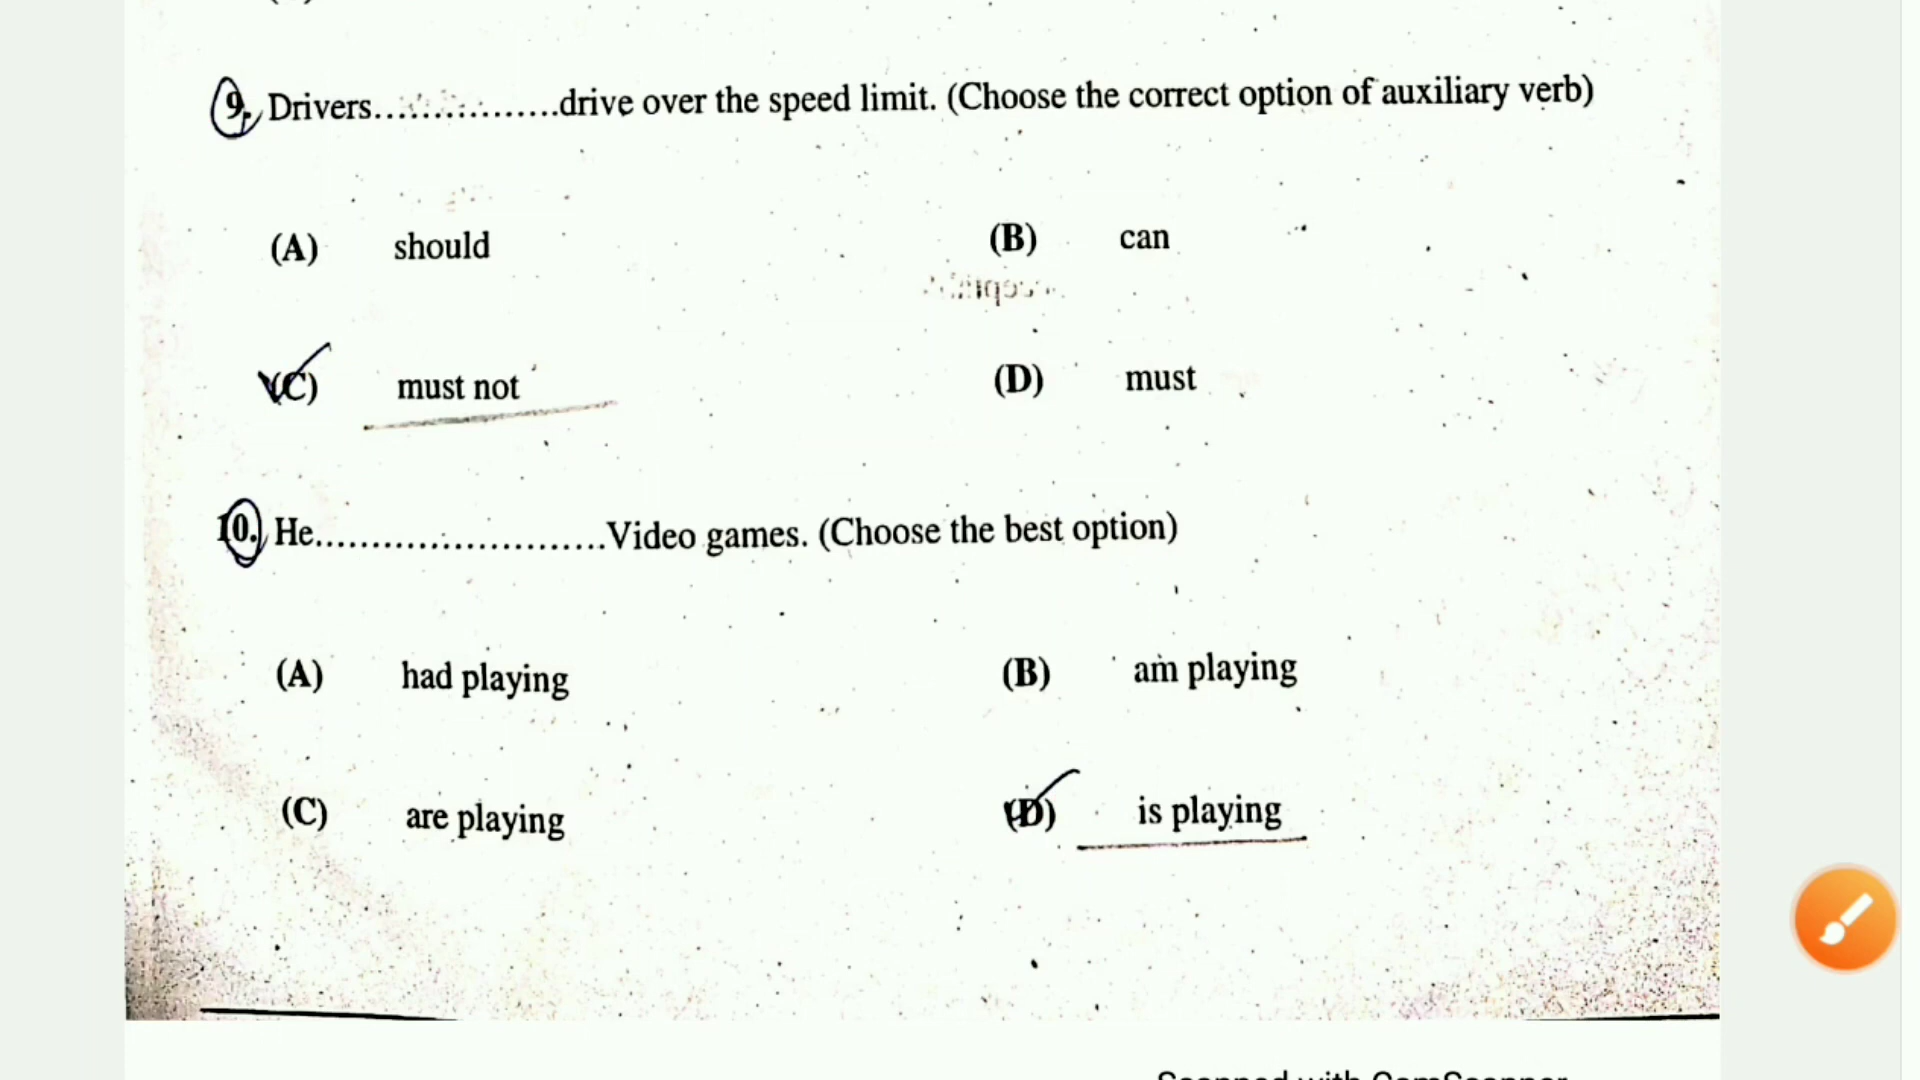 9. Drivers.................drive over the speed limit. (Choose the correct option of auxiliary verb)
(A) should (B) can
(C) must not (D) must
10. He..........................Video games. (Choose the best option)
(A) had playing (B) am playing
(C) are playing (D) is playing